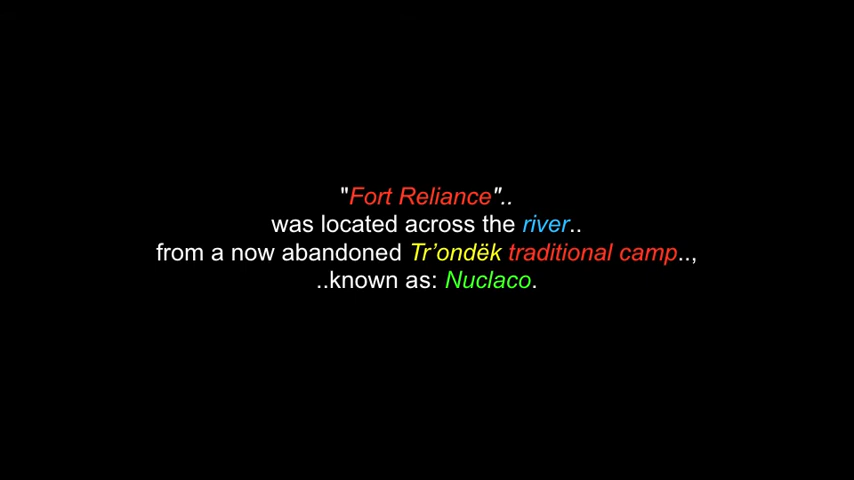 "Fort Reliance"..
was located across the river..
from a now abandoned Tr’ondëk traditional camp..,
..known as: Nuclaco.